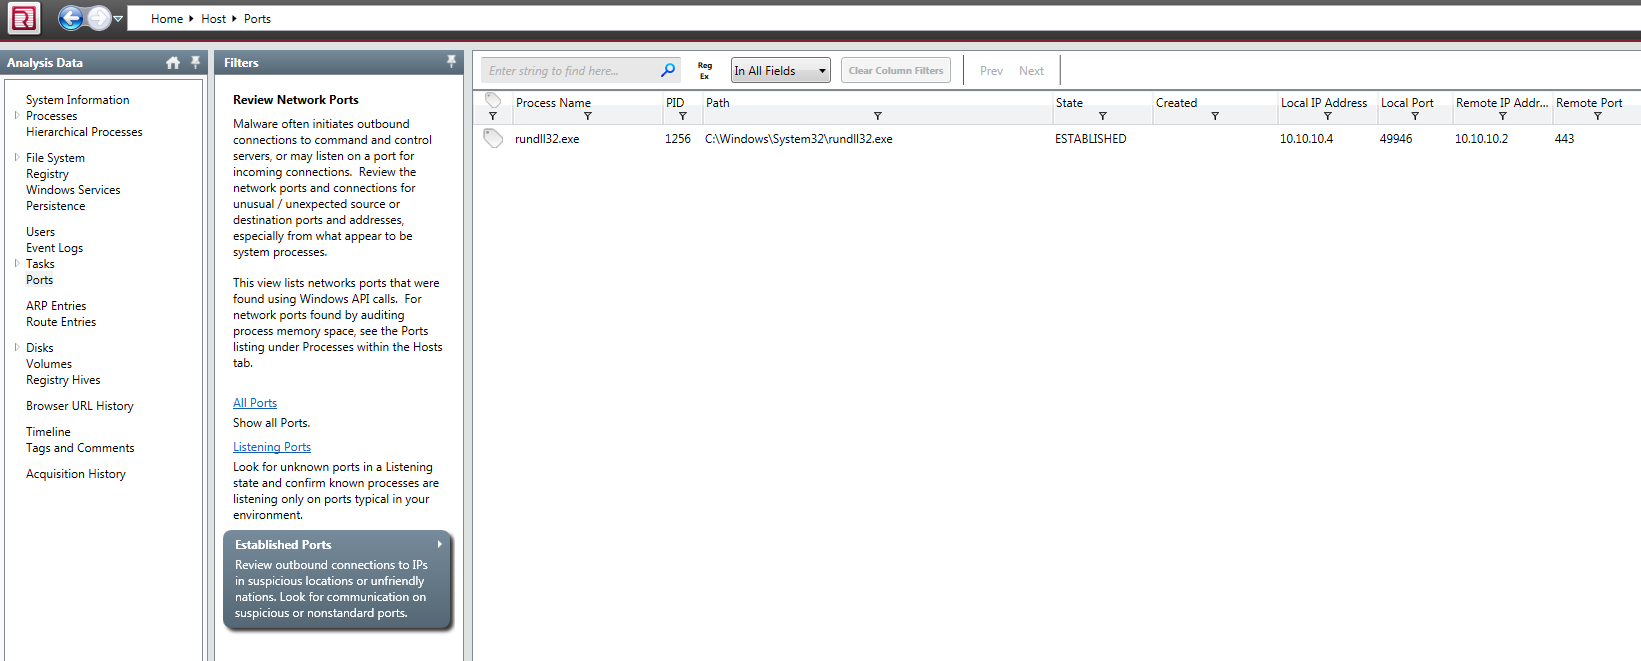 Home ▸ Host ▸ Ports
Analysis Data
System Information
Processes
Hierarchical Processes
File System
Registry
Windows Services
Persistence
Users
Event Logs
Tasks
Ports
ARP Entries
Route Entries
Disks
Volumes
Registry Hives
Browser URL History
Timeline
Tags and Comments
Acquisition History
Filters
Review Network Ports
Malware often initiates outbound
connections to command and control
servers, or may listen on a port for
incoming connections. Review the
network ports and connections for
unusual / unexpected source or
destination ports and addresses,
especially from what appear to be
system processes.
This view lists networks ports that were
found using Windows API calls. For
network ports found by auditing
process memory space, see the Ports
listing under Processes within the Hosts
tab.
All Ports
Show all Ports.
Listening Ports
Look for unknown ports in a Listening
state and confirm known processes are
listening only on ports typical in your
environment.
Established Ports
Review outbound connections to IPs
in suspicious locations or unfriendly
nations. Look for communication on
suspicious or nonstandard ports.
Enter string to find here...
Reg
Ex
In All Fields
Clear Column Filters
Prev Next
Process Name PID Path State Created Local IP Address Local Port Remote IP Addr... Remote Port
rundll32.exe 1256 C:\Windows\System32\rundll32.exe ESTABLISHED 10.10.10.4 49946 10.10.10.2 443